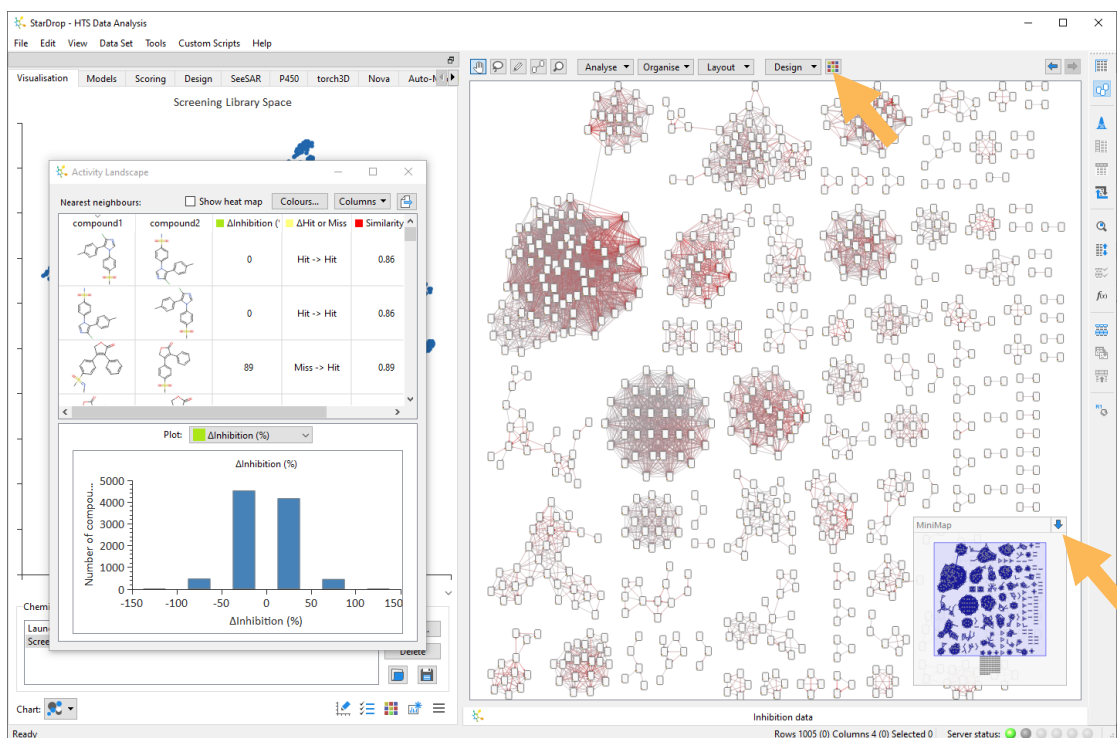 StarDrop - HTS Data Analysis
File Edit View Data Set Tools Custom Scripts Help
Visualisation Models Scoring Design SeeSAR P450 torch3D Nova
Analyse Organise Layout Design
Screening Library Space
Activity Landscape
Nearest neighbours: Show heat map Colours... Columns
compound1 compound2 ΔInhibition (' ΔHit or Miss Similarity
0 Hit -> Hit 0.86
0 Hit -> Hit 0.86
89 Miss -> Hit 0.89
Plot: ΔInhibition (%)
ΔInhibition (%)
Number of compou...
5000
4000
3000
2000
1000
0
-150 -100 -50 0 50 100 150
ΔInhibition (%)
MiniMap
f(x)
Delete
Chart:
Inhibition data
Ready
Rows 1005 (0) Columns 4 (0) Selected 0 Server status: